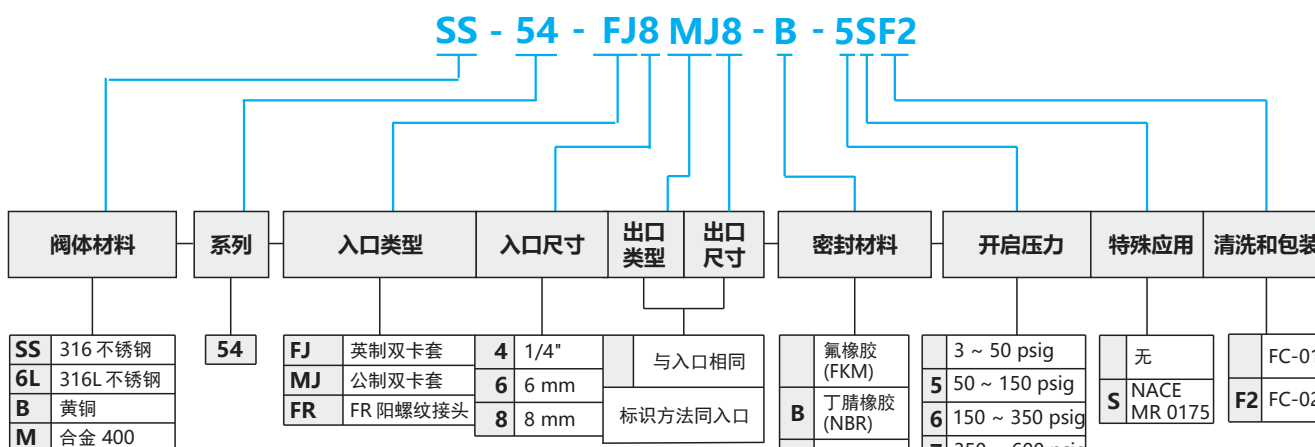 SS - 54 - FJ8 MJ8 - B - 5SF2
阀体材料
系列
入口类型
入口尺寸
出口
类型
出口
尺寸
密封材料
开启压力
特殊应用
清洗和包装
SS 316 不锈钢
6L 316L 不锈钢
B 黄铜
M 合金 400
54
FJ 英制双卡套
MJ 公制双卡套
FR FR 阳螺纹接头
4 1/4"
6 6 mm
8 8 mm
与入口相同
标识方法同入口
氟橡胶
(FKM)
B 丁腈橡胶
(NBR)
3 ~ 50 psig
5 50 ~ 150 psig
6 150 ~ 350 psig
无
S NACE
MR 0175
FC-01
F2 FC-02